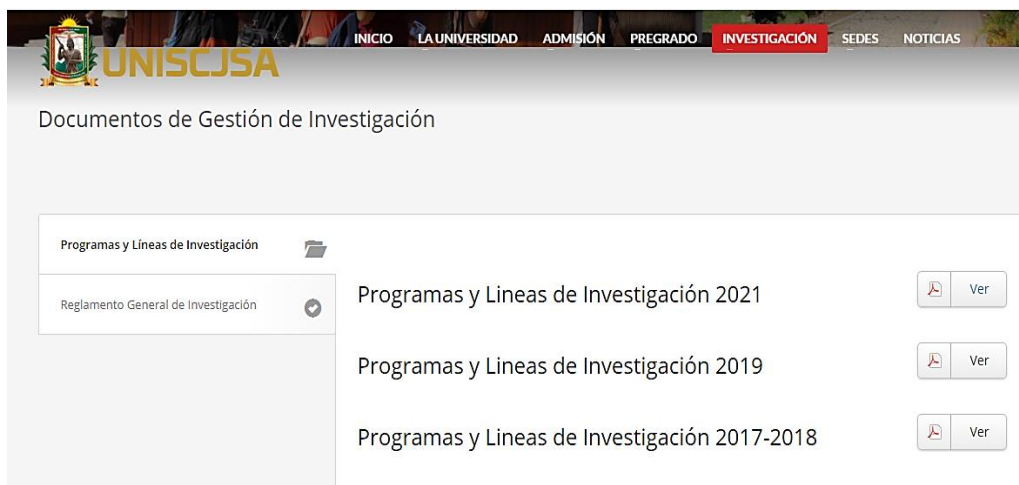 INICIO LA UNIVERSIDAD ADMISIÓN PREGRADO INVESTIGACIÓN SEDES NOTICIAS
UNISCJSA
Documentos de Gestión de Investigación
Programas y Líneas de Investigación
Reglamento General de Investigación
Programas y Lineas de Investigación 2021 Ver
Programas y Lineas de Investigación 2019 Ver
Programas y Lineas de Investigación 2017-2018 Ver